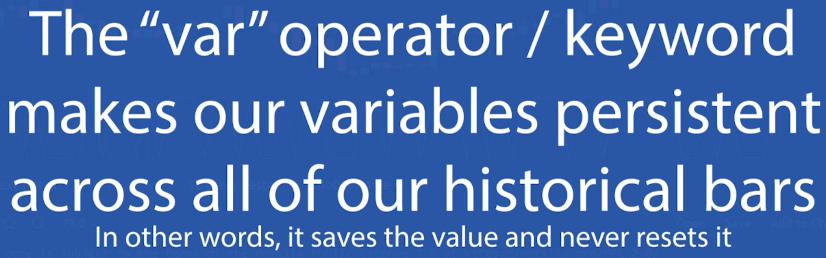 The “var” operator / keyword
makes our variables persistent
across all of our historical bars
In other words, it saves the value and never resets it